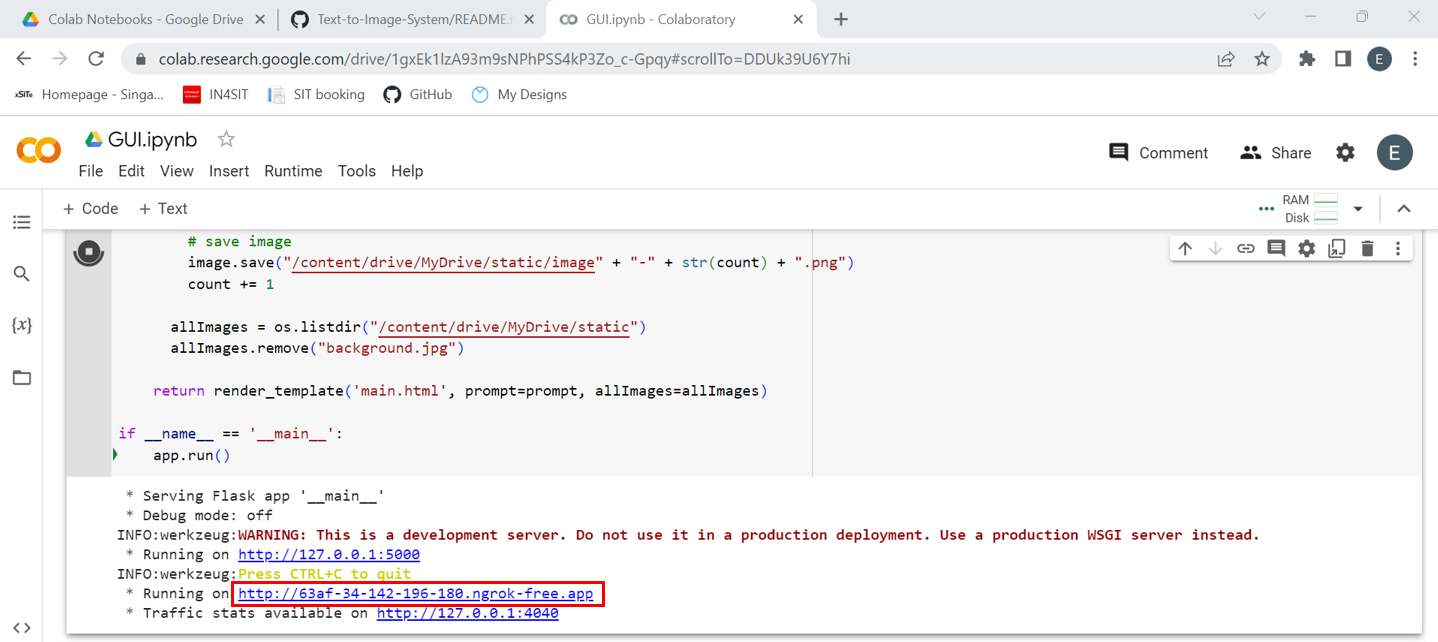 Colab Notebooks - Google Drive
Text-to-Image-System/README.
GUI.ipynb - Colaboratory
colab.research.google.com/drive/1gxEk1lzA93m9sNPhPSS4kP3Zo_c-Gpqy#scrollTo=DDUk39U6Y7hi
E
xSiTe Homepage - Singa... IN4SIT SIT booking GitHub My Designs
GUI.ipynb
Comment Share E
File Edit View Insert Runtime Tools Help
+ Code + Text
RAM
Disk
# save image
image.save("/content/drive/MyDrive/static/image" + "-" + str(count) + ".png")
count += 1
allImages = os.listdir("/content/drive/MyDrive/static")
allImages.remove("background.jpg")
return render_template('main.html', prompt=prompt, allImages=allImages)
if __name__ == '__main__':
app.run()
* Serving Flask app '__main__'
* Debug mode: off
INFO:werkzeug:WARNING: This is a development server. Do not use it in a production deployment. Use a production WSGI server instead.
* Running on http://127.0.0.1:5000
INFO:werkzeug:Press CTRL+C to quit
* Running on http://63af-34-142-196-180.ngrok-free.app
* Traffic stats available on http://127.0.0.1:4040